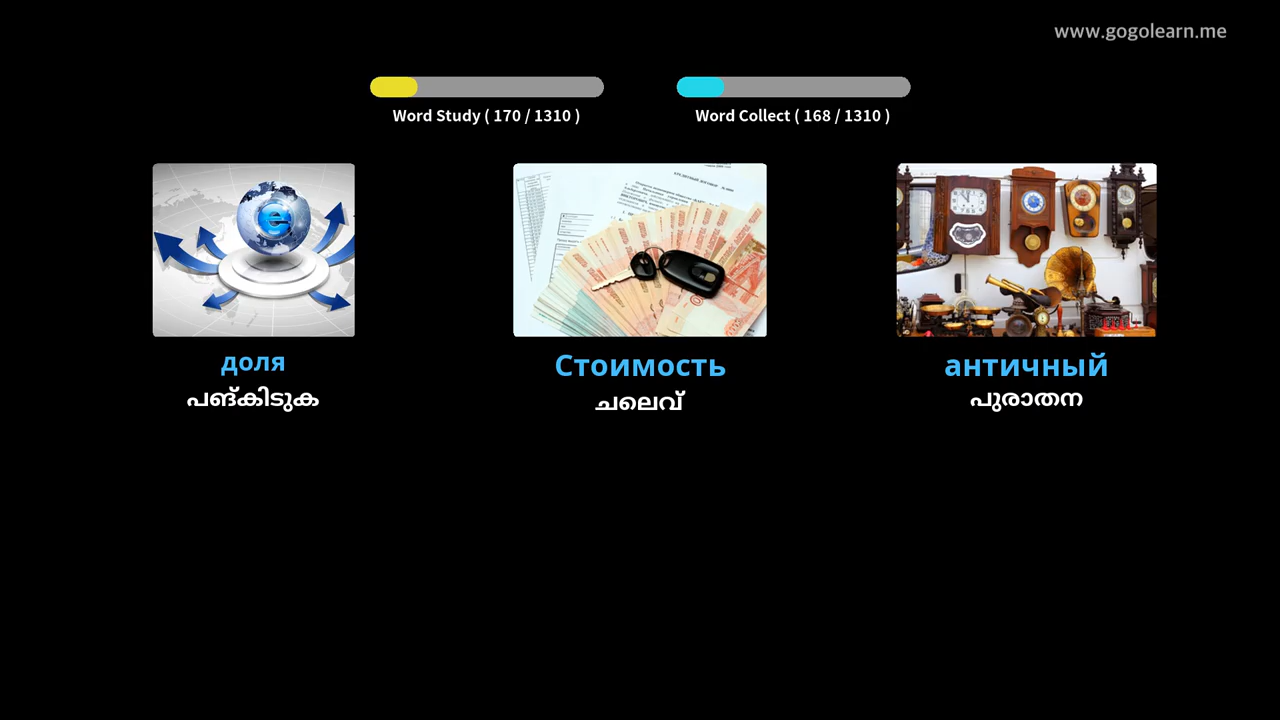 www.gogolearn.me
Word Study ( 170 / 1310 )
Word Collect ( 168 / 1310 )
доля
Стоимость
античный
പങ്കിടുക
ചലെവ്
പുരാതന